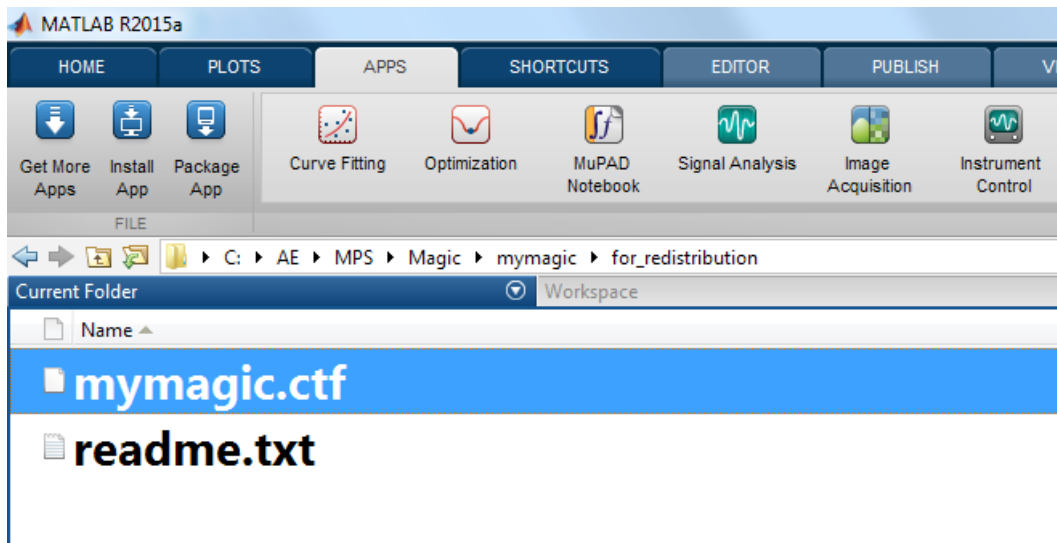 MATLAB R2015a
HOME PLOTS APPS SHORTCUTS EDITOR PUBLISH
Get More Apps
Install App
Package App
Curve Fitting
Optimization
MuPAD Notebook
Signal Analysis
Image Acquisition
Instrument Control
FILE
C: AE MPS Magic mymagic for_redistribution
Current Folder Workspace
Name
mymagic.ctf
readme.txt